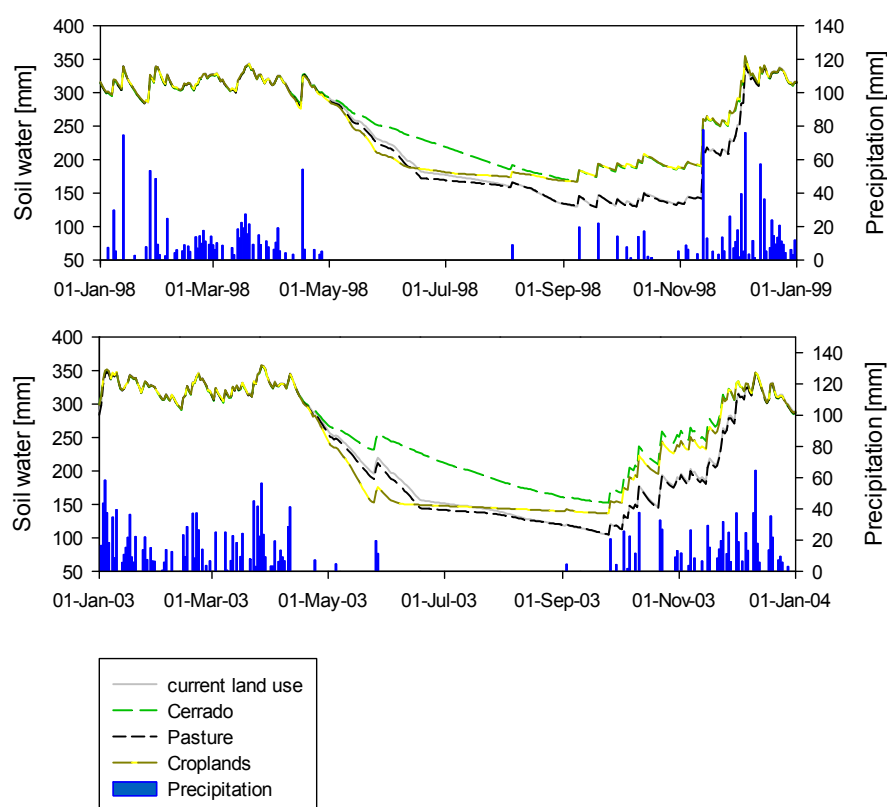 400
350
300
250
200
150
100
50
Soil water [mm]
140
120
100
80
60
40
20
0
Precipitation [mm]
01-Jan-98
01-Mar-98
01-May-98
01-Jul-98
01-Sep-98
01-Nov-98
01-Jan-99
400
350
300
250
200
150
100
50
Soil water [mm]
140
120
100
80
60
40
20
0
Precipitation [mm]
01-Jan-03
01-Mar-03
01-May-03
01-Jul-03
01-Sep-03
01-Nov-03
01-Jan-04
current land use
Cerrado
Pasture
Croplands
Precipitation